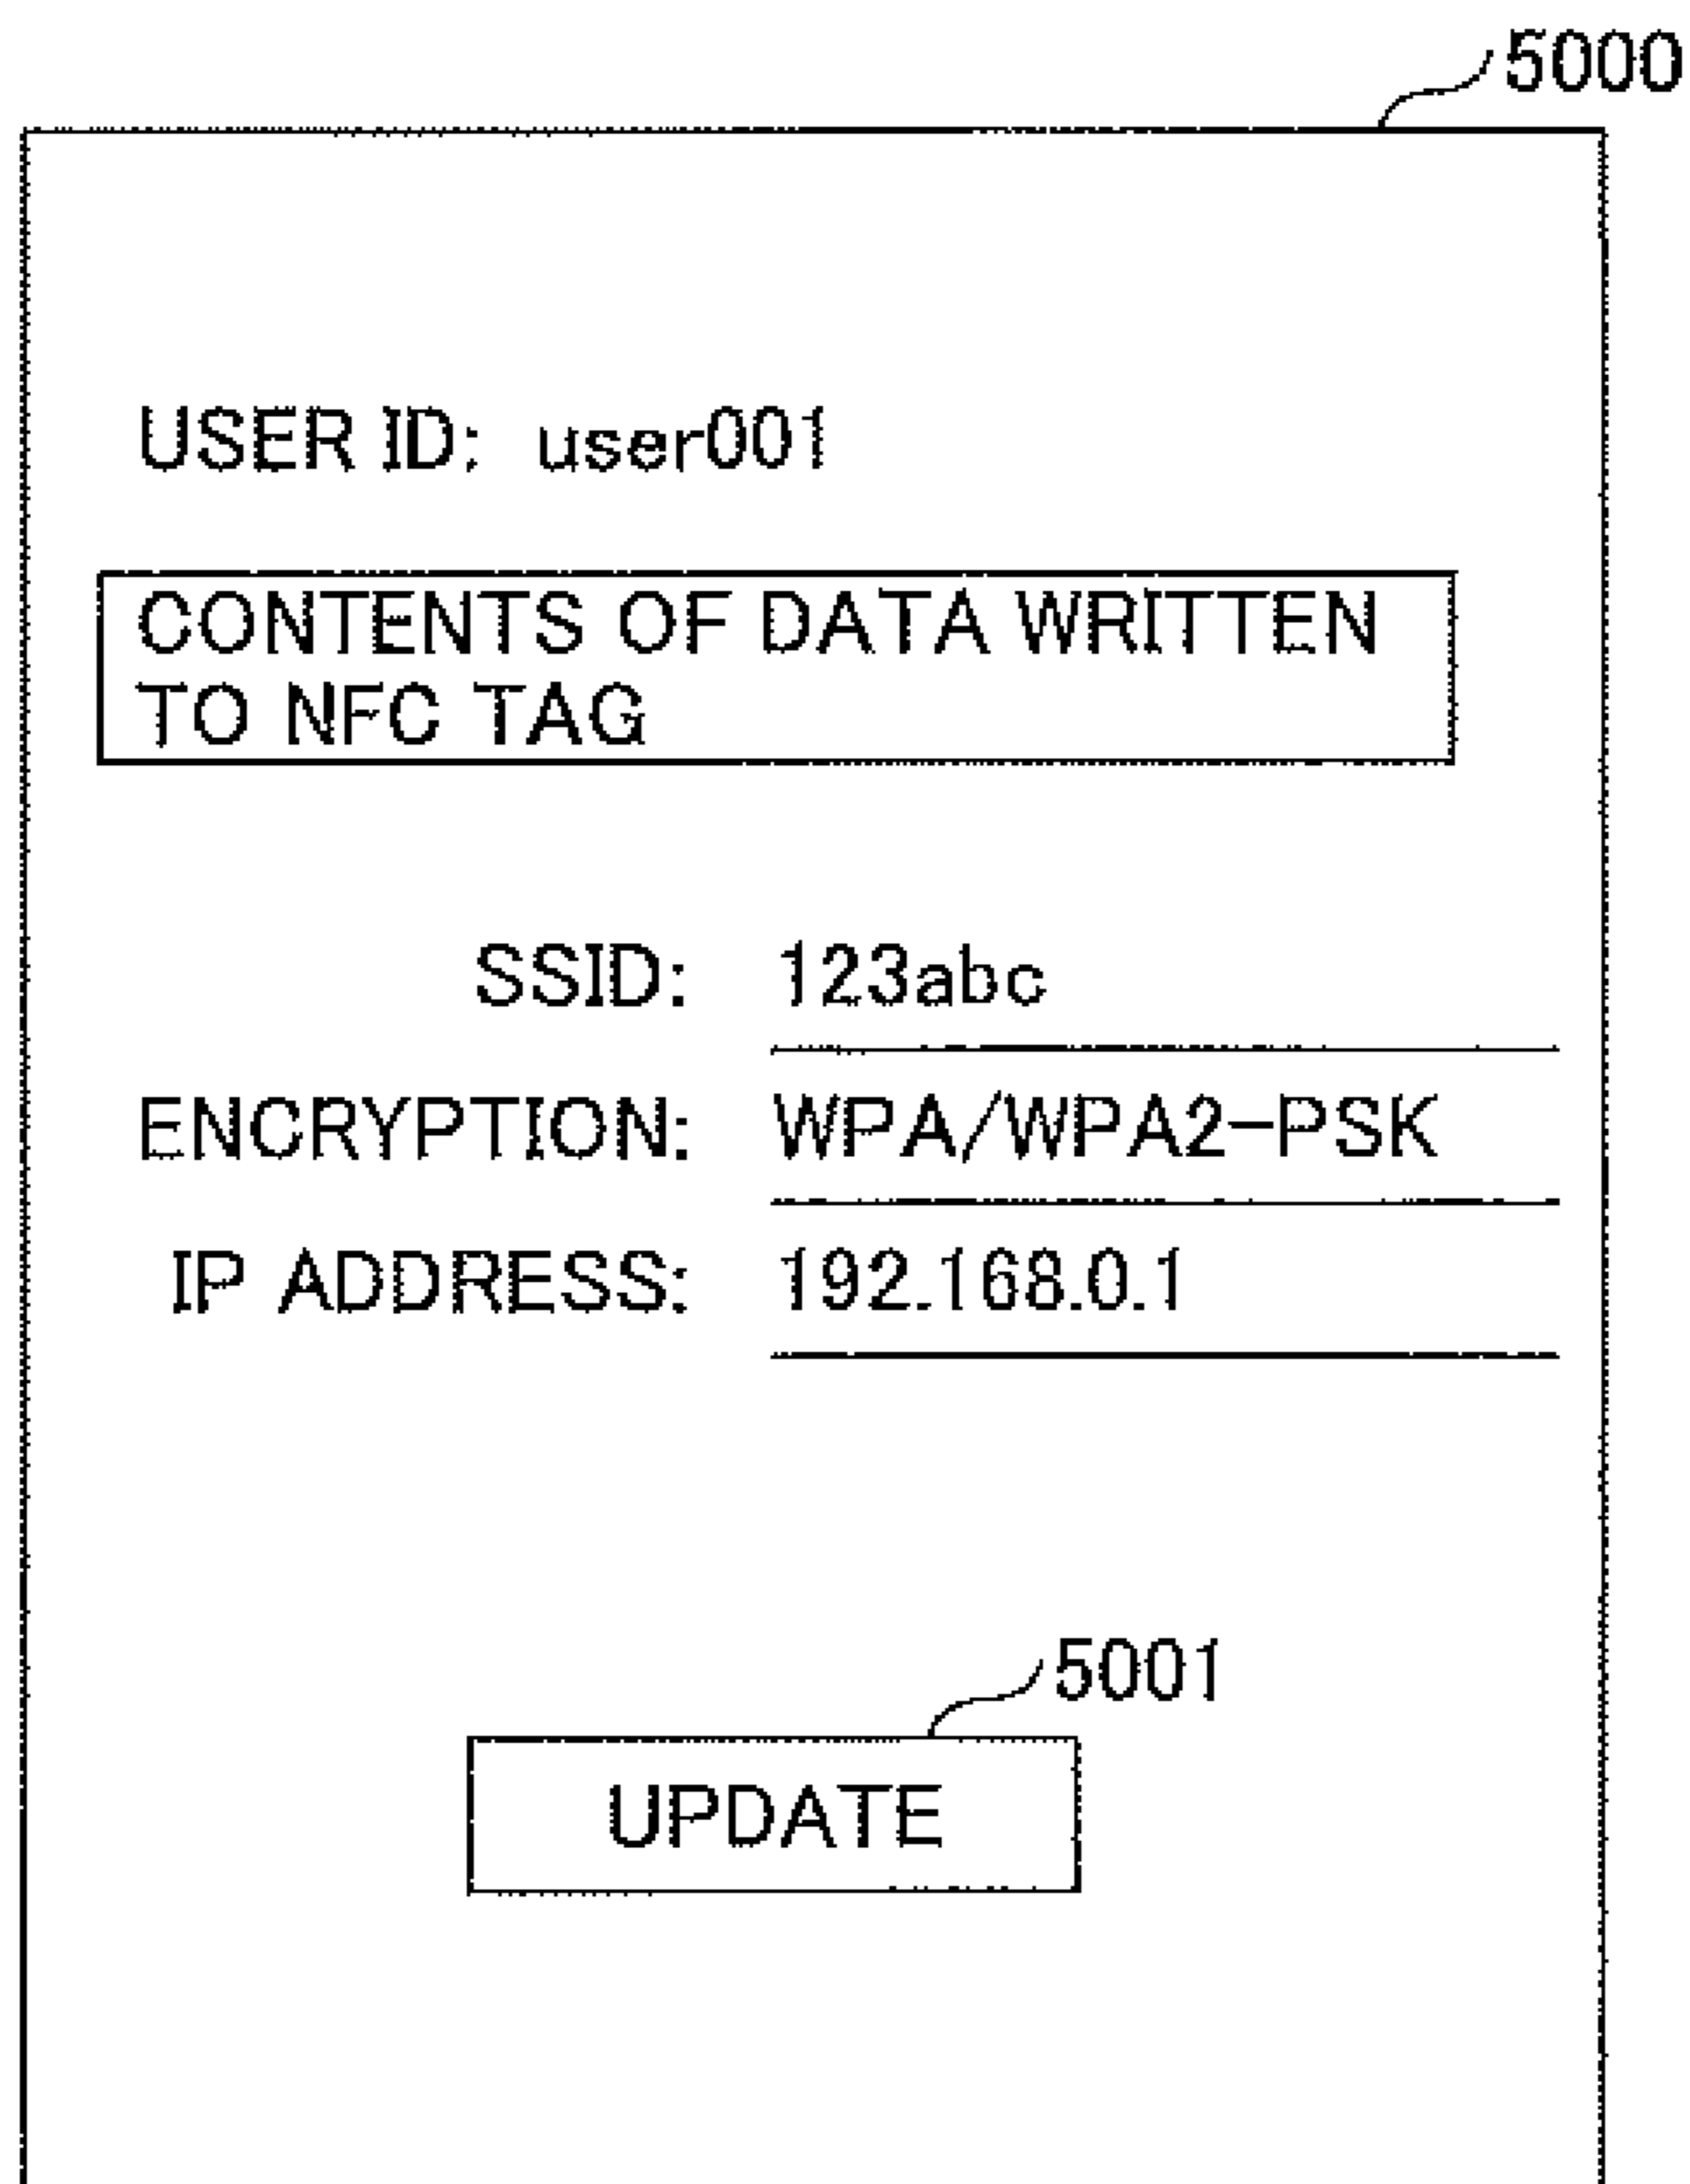 5000
USER ID: user001
CONTENTS OF DATA WRITTEN
TO NFC TAG
SSID: 123abc
ENCRYPTION: WPA/WPA2-PSK
IP ADDRESS: 192.168.0.1
5001
UPDATE